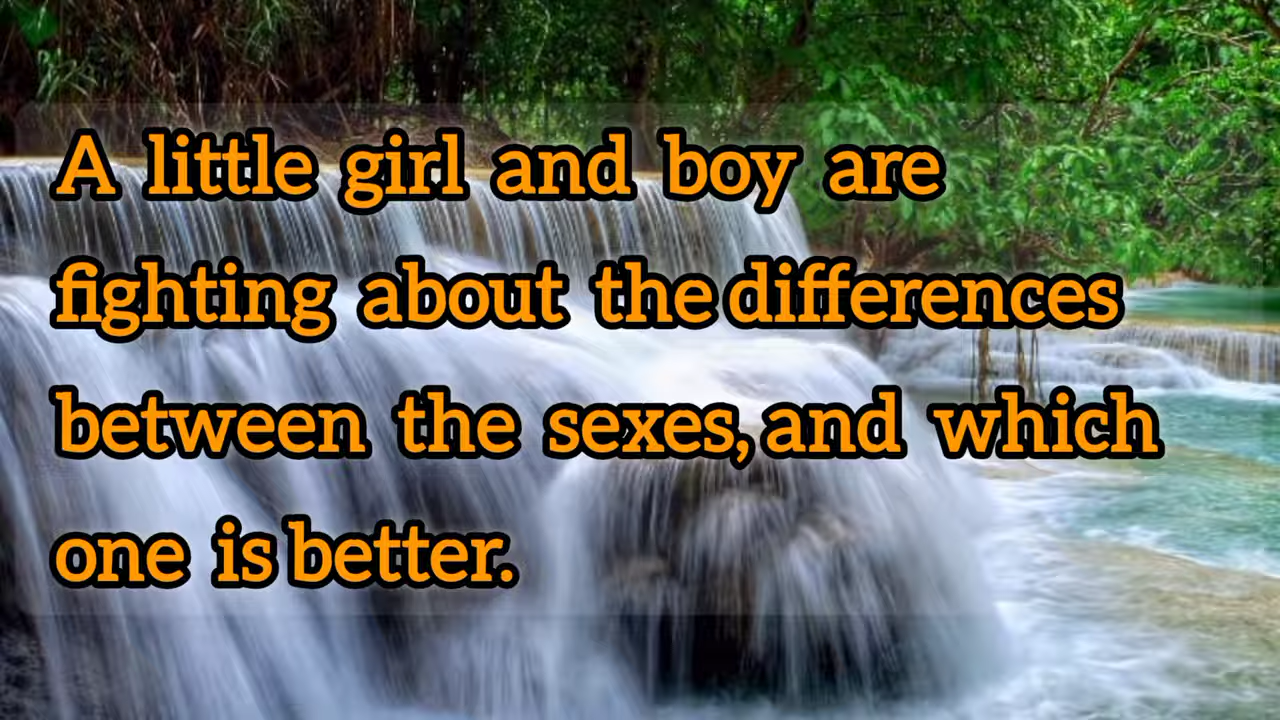 A little girl and boy are
fighting about the differences
between the sexes, and which
one is better.